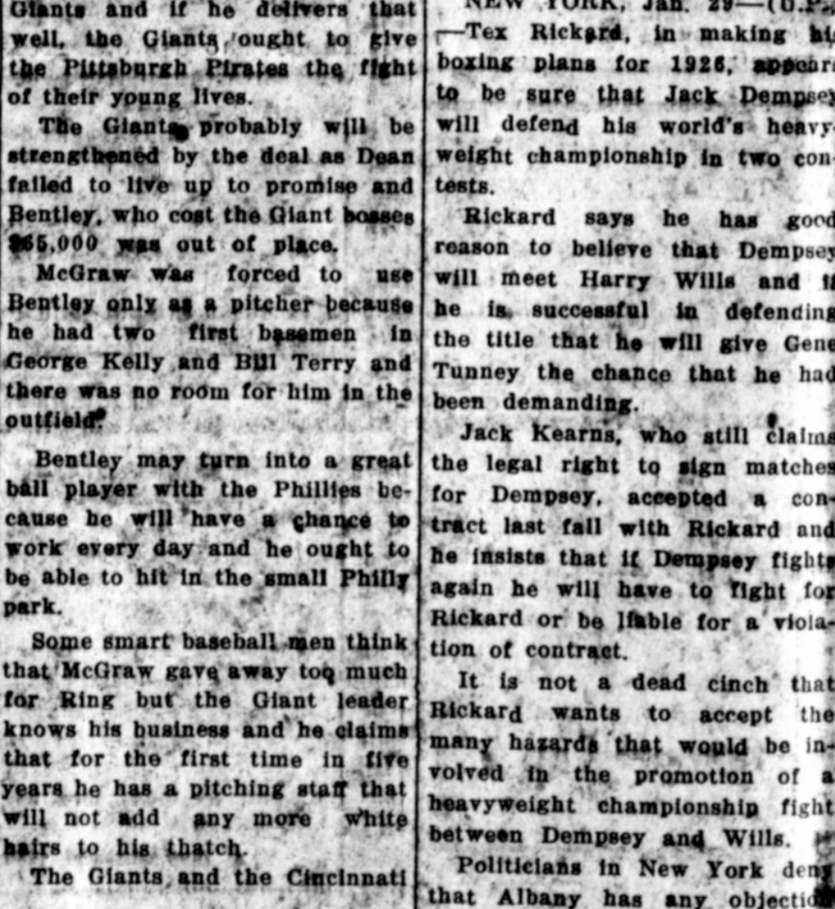 Giants and if he delivers that
well, the Giants ought to give
the Pittsburgh Pirates the fight
of their young lives.
The Giants probably will be
strengthened by the deal as Dean
failed to live up to promise and
Bentley, who cost the Giant bosses
$65,000 was out of place.
McGraw was forced to use
Bentley only as a pitcher because
he had two first basemen in
George Kelly and Bill Terry and
there was no room for him in the
outfield.
Bentley may turn into a great
ball player with the Phillies be-
cause he will have a chance to
work every day and he ought to
be able to hit in the small Philly
park.
Some smart baseball men think
that McGraw gave away too much
for Ring but the Giant leader
knows his business and he claims
that for the first time in five
years he has a pitching staff that
will not add any more white
hairs to his thatch.
The Giants and the Cincinnati
NEW YORK, Jan. 29—(U.P.)
—Tex Rickard, in making his
boxing plans for 1926, appears
to be sure that Jack Dempsey
will defend his world's heavy-
weight championship in two con-
tests.
Rickard says he has good
reason to believe that Dempsey
will meet Harry Wills and if
he is successful in defending
the title that he will give Gene
Tunney the chance that he had
been demanding.
Jack Kearns, who still claims
the legal right to sign matches
for Dempsey, accepted a con-
tract last fall with Rickard and
he insists that if Dempsey fights
again he will have to fight for
Rickard or be liable for a viola-
tion of contract.
It is not a dead cinch that
Rickard wants to accept the
many hazards that would be in-
volved in the promotion of a
heavyweight championship fight
between Dempsey and Wills.
Politicians in New York deny
that Albany has any objection